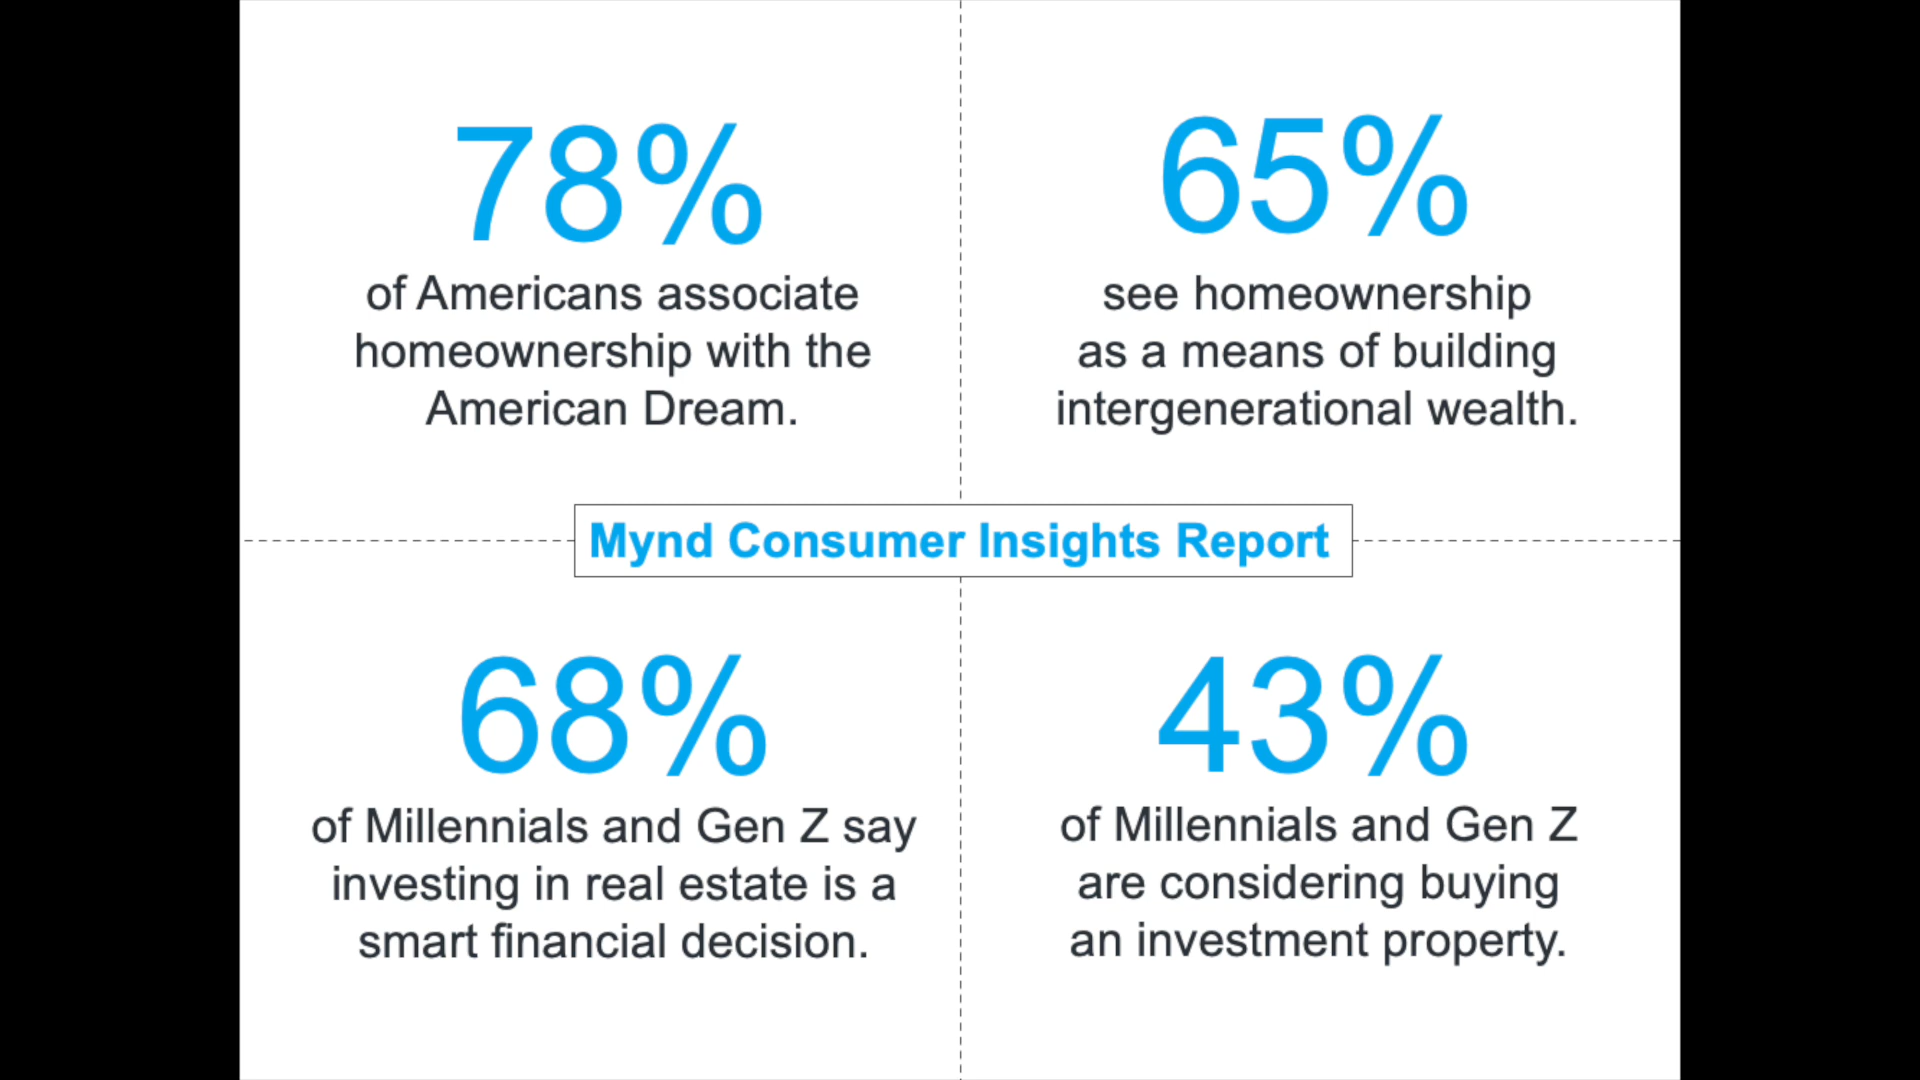 78%
of Americans associate
homeownership with the
American Dream.
65%
see homeownership
as a means of building
intergenerational wealth.
Mynd Consumer Insights Report
68%
of Millennials and Gen Z say
investing in real estate is a
smart financial decision.
43%
of Millennials and Gen Z
are considering buying
an investment property.